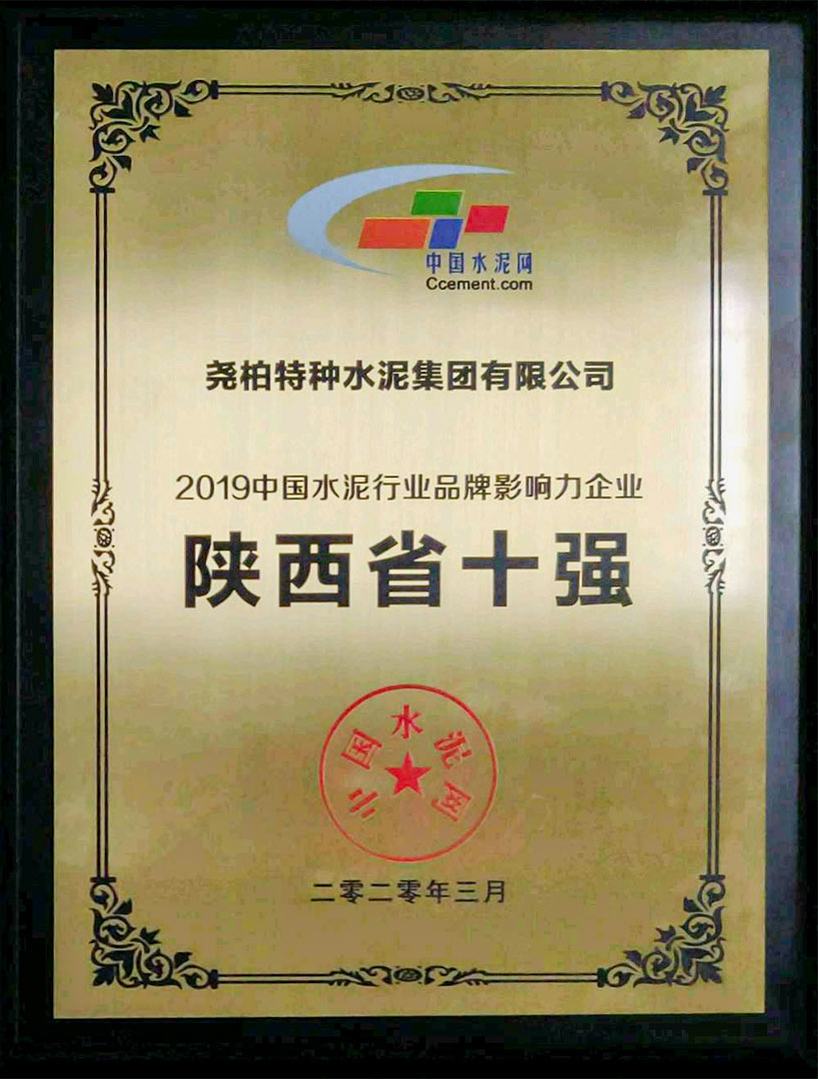 中国水泥网
Ccement.com
尧柏特种水泥集团有限公司
2019中国水泥行业品牌影响力企业
陕西省十强
中国水泥网
二零二零年三月